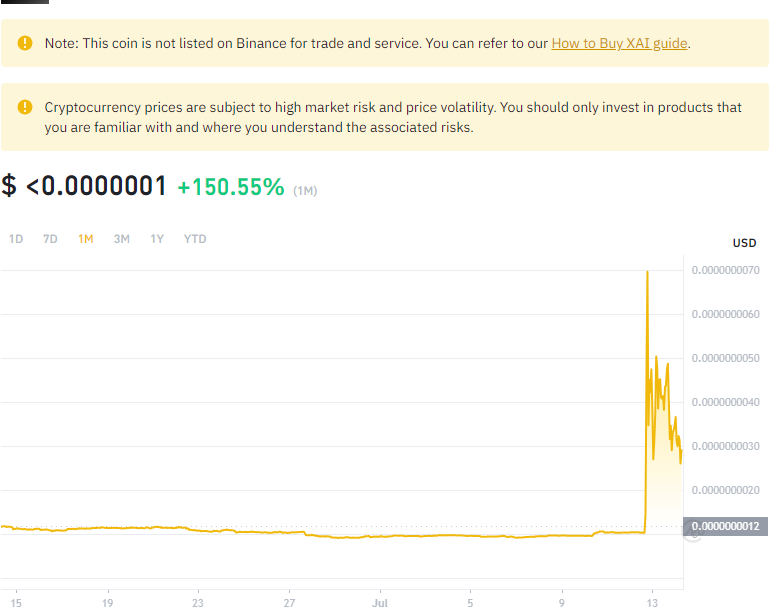 Note: This coin is not listed on Binance for trade and service. You can refer to our How to Buy XAI guide.
Cryptocurrency prices are subject to high market risk and price volatility. You should only invest in products that
you are familiar with and where you understand the associated risks.
$ <0.0000001 +150.55% (1M)
1D 7D 1M 3M 1Y YTD
USD
0.0000000070
0.0000000060
0.0000000050
0.0000000040
0.0000000030
0.0000000020
0.0000000012
15 19 23 27 Jul 5 9 13